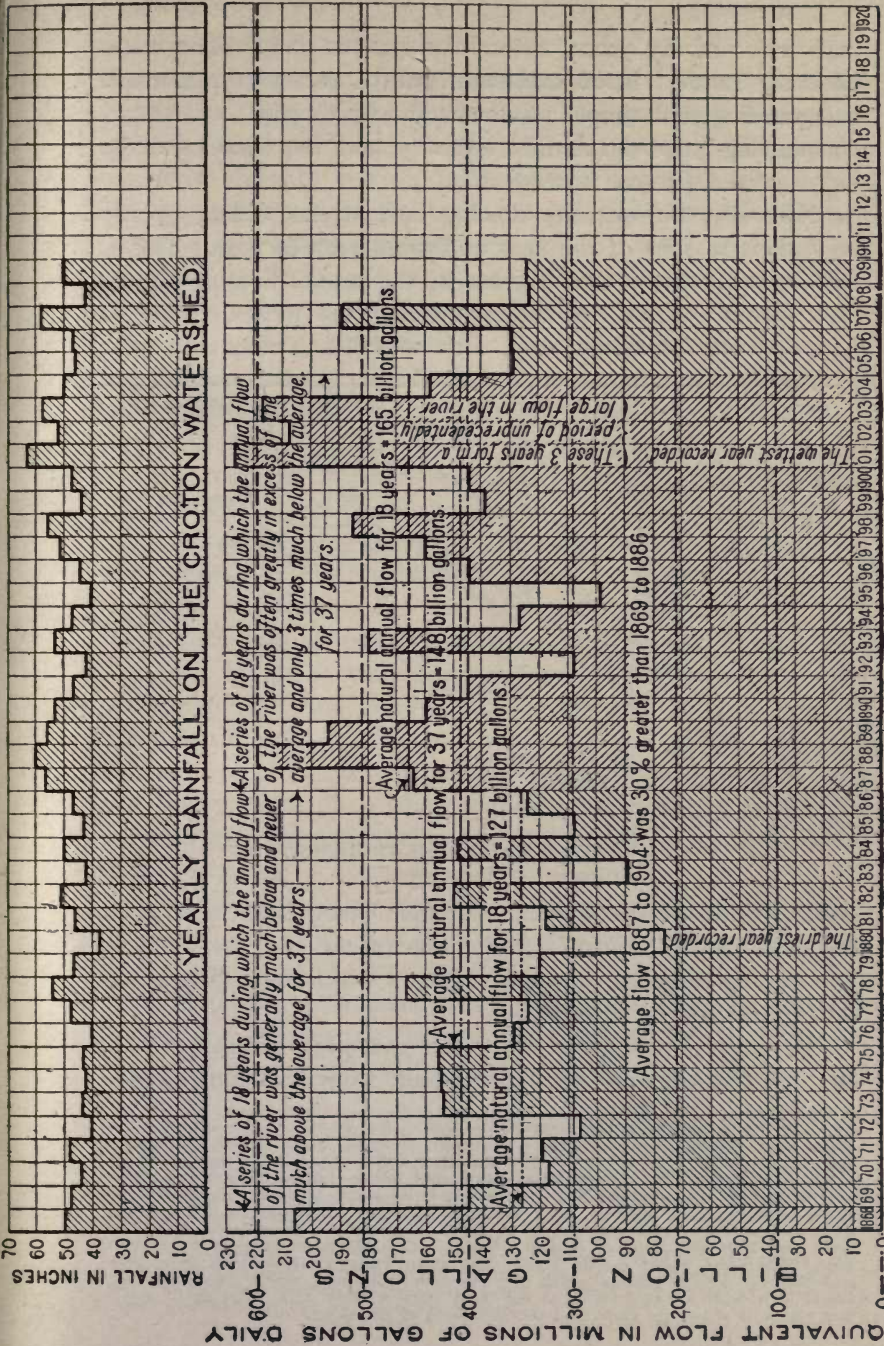 70
60
50
40
30
20
10
0
RAINFALL IN INCHES
YEARLY RAINFALL ON THE CROTON WATERSHED
230
220
210
200
190
180
170
160
150
140
130
120
110
100
90
80
70
60
50
40
30
20
10
0
600
500
400
300
200
100
0
BILLION GALLONS
EQUIVALENT FLOW IN MILLIONS OF GALLONS DAILY
A series of 18 years during which the annual flow
of the river was generally much below and never
much above the average for 37 years
A series of 18 years during which the annual flow
of the river was often greatly in excess of the
average and only 3 times much below the average
for 37 years.
Average natural annual flow for 18 years=165 billion gallons
Average natural annual flow for 37 years=148 billion gallons
Average natural annual flow for 18 years=127 billion gallons
Average flow 1887 to 1904 was 30% greater than 1869 to 1886
The driest year recorded
The wettest year recorded
These 3 years form a
period of unprecedentedly
large flow in the river
1868 69 70 71 72 73 74 75 76 77 78 79 1880 81 82 83 84 85 86 87 88 89 1890 91 92 93 94 95 96 97 98 99 1900 01 02 03 04 05 06 07 08 09 1910 11 12 13 14 15 16 17 18 19 1920